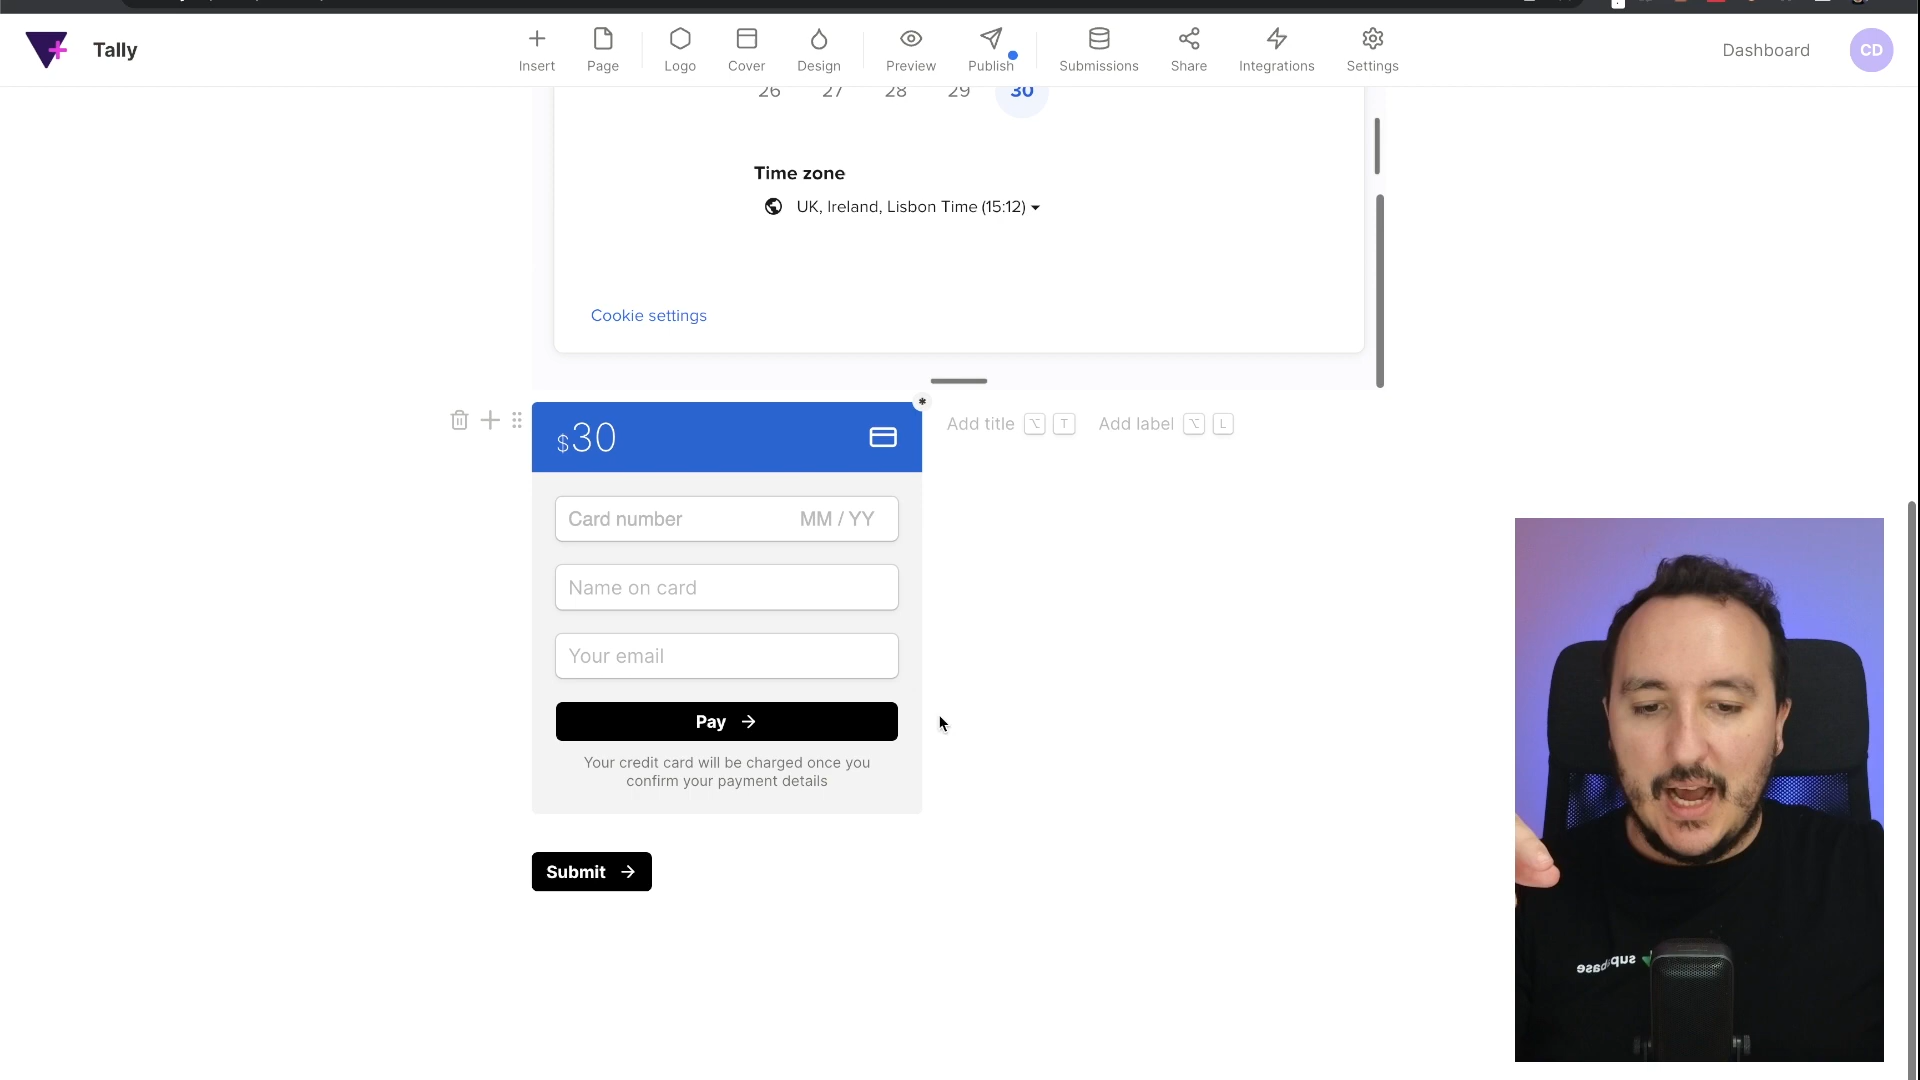 Tally
Insert
Page
Logo
Cover
Design
Preview
Publish
Submissions
Share
Integrations
Settings
Dashboard
CD
26 27 28 29 30
Time zone
UK, Ireland, Lisbon Time (15:12)
Cookie settings
$30
*
Add title ⌥ T Add label ⌥ L
Card number MM / YY
Name on card
Your email
Pay →
Your credit card will be charged once you
confirm your payment details
Submit →
supabase